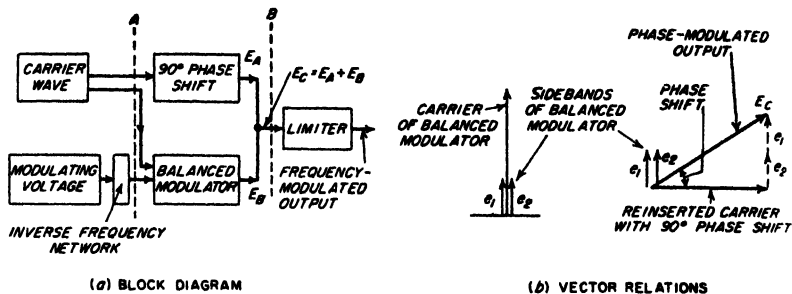 A
B
CARRIER
WAVE
90° PHASE
SHIFT
E_A
E_C = E_A + E_B
LIMITER
MODULATING
VOLTAGE
BALANCED
MODULATOR
E_B
FREQUENCY-
MODULATED
OUTPUT
INVERSE FREQUENCY
NETWORK
(a) BLOCK DIAGRAM
CARRIER
OF BALANCED
MODULATOR
SIDEBANDS
OF BALANCED
MODULATOR
e1
e2
PHASE-MODULATED
OUTPUT
PHASE
SHIFT
E_C
e1
e2
e1
e2
REINSERTED CARRIER
WITH 90° PHASE SHIFT
(b) VECTOR RELATIONS